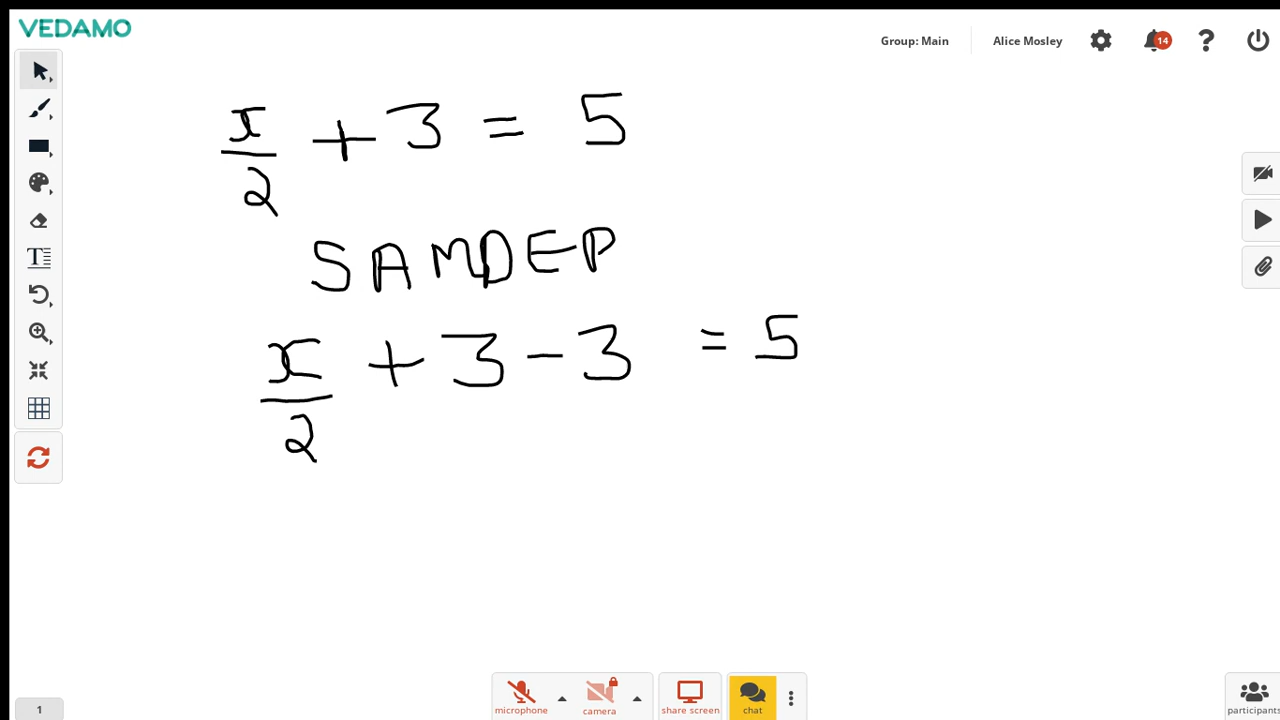 VEDAMO
Group: Main
Alice Mosley
14
x/2 + 3 = 5
SAMDEP
x/2 + 3 - 3 = 5
1
microphone
camera
share screen
chat
participants